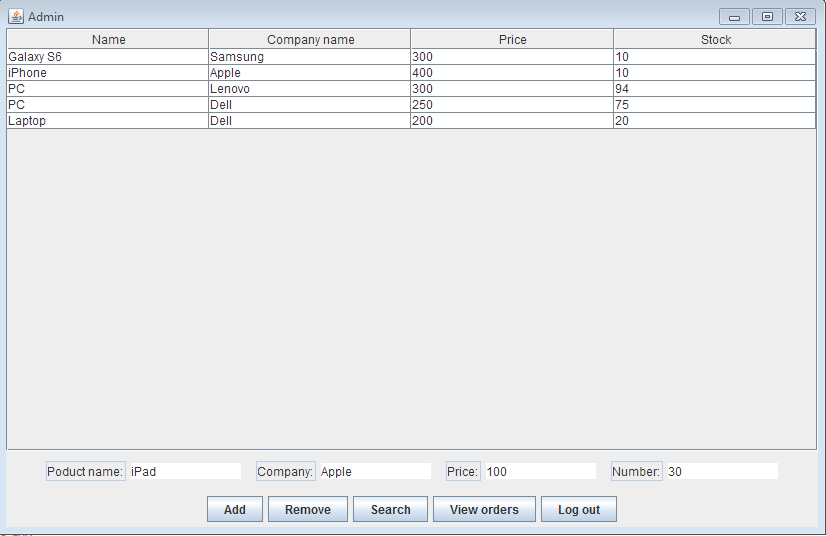 Admin
Name Company name Price Stock
Galaxy S6 Samsung 300 10
iPhone Apple 400 10
PC Lenovo 300 94
PC Dell 250 75
Laptop Dell 200 20
Poduct name: iPad Company: Apple Price: 100 Number: 30
Add Remove Search View orders Log out